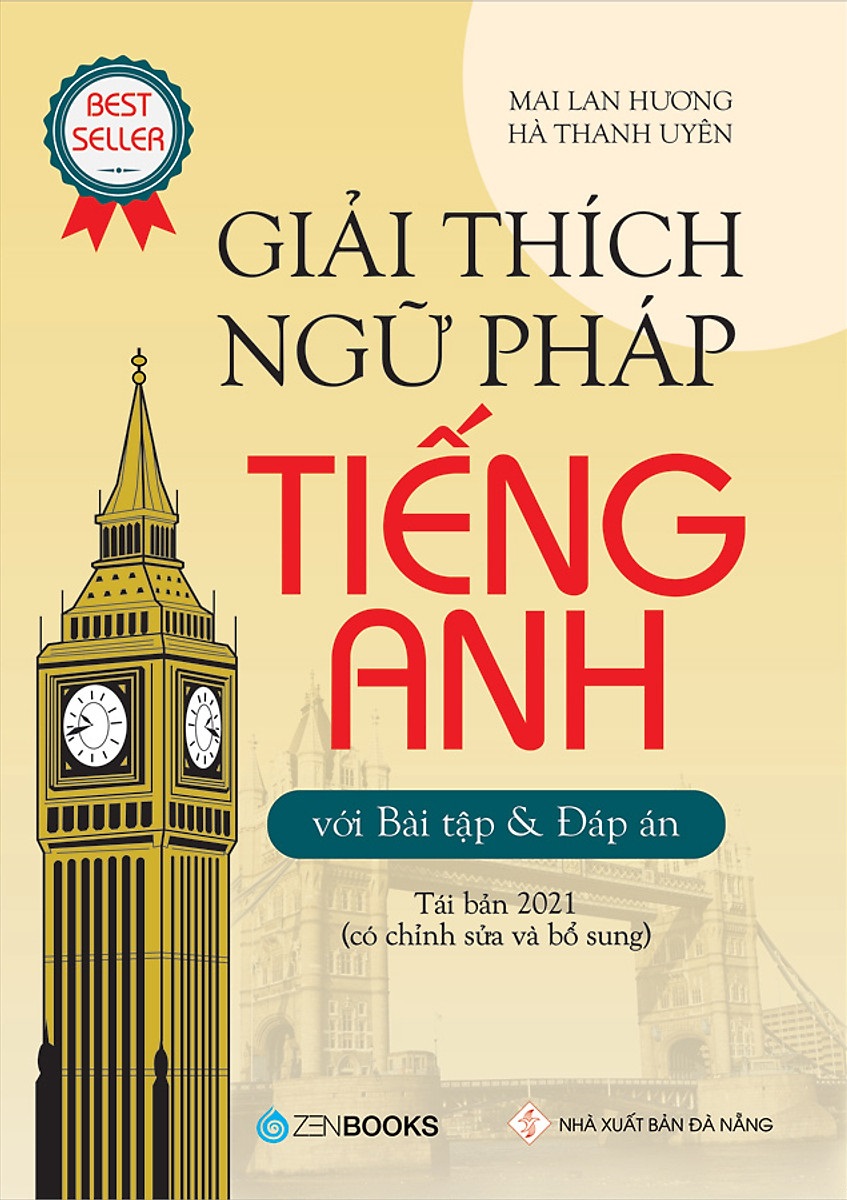 BEST
SELLER
MAI LAN HƯƠNG
HÀ THANH UYÊN
GIẢI THÍCH
NGỮ PHÁP
TIẾNG
ANH
với Bài tập & Đáp án
Tái bản 2021
(có chỉnh sửa và bổ sung)
ZENBOOKS
NHÀ XUẤT BẢN ĐÀ NẴNG